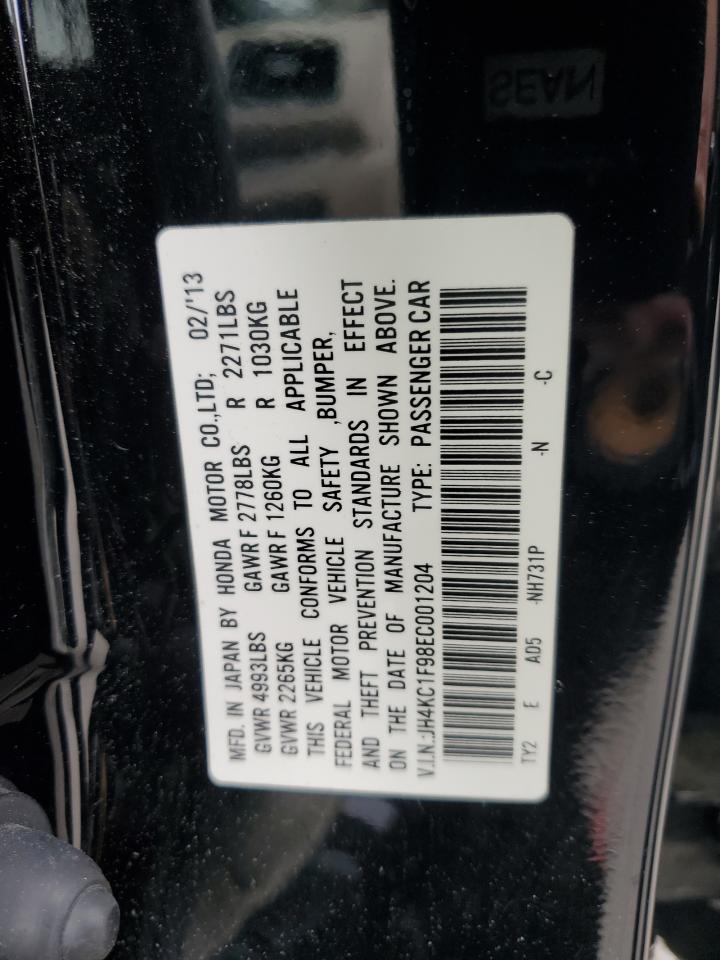 MFD. IN JAPAN BY HONDA MOTOR CO.,LTD; 02/'13
GVWR 4993LBS GAWR F 2778LBS R 2271LBS
GVWR 2265KG GAWR F 1260KG R 1030KG
THIS VEHICLE CONFORMS TO ALL APPLICABLE
FEDERAL MOTOR VEHICLE SAFETY ,BUMPER,
AND THEFT PREVENTION STANDARDS IN EFFECT
ON THE DATE OF MANUFACTURE SHOWN ABOVE.
V.I.N.:JH4KC1F98EC001204 TYPE: PASSENGER CAR
TY2 E A05 -NH731P -N -C
SEAN